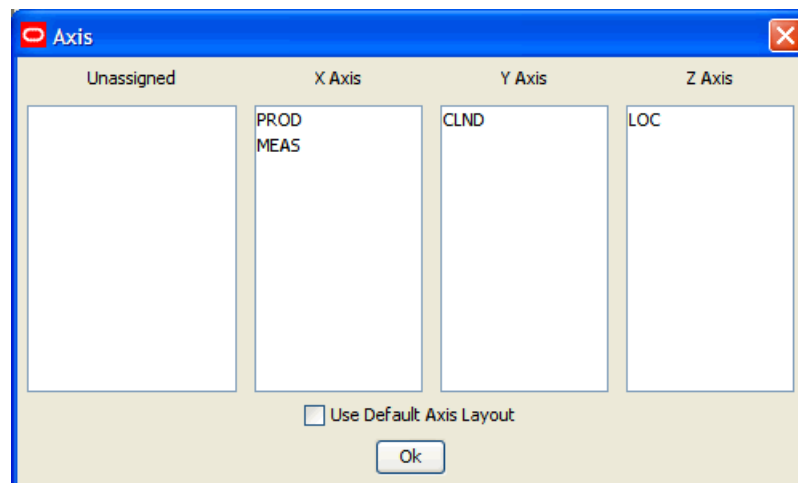 Axis
Unassigned X Axis Y Axis Z Axis
PROD CLND LOC
MEAS
Use Default Axis Layout
Ok